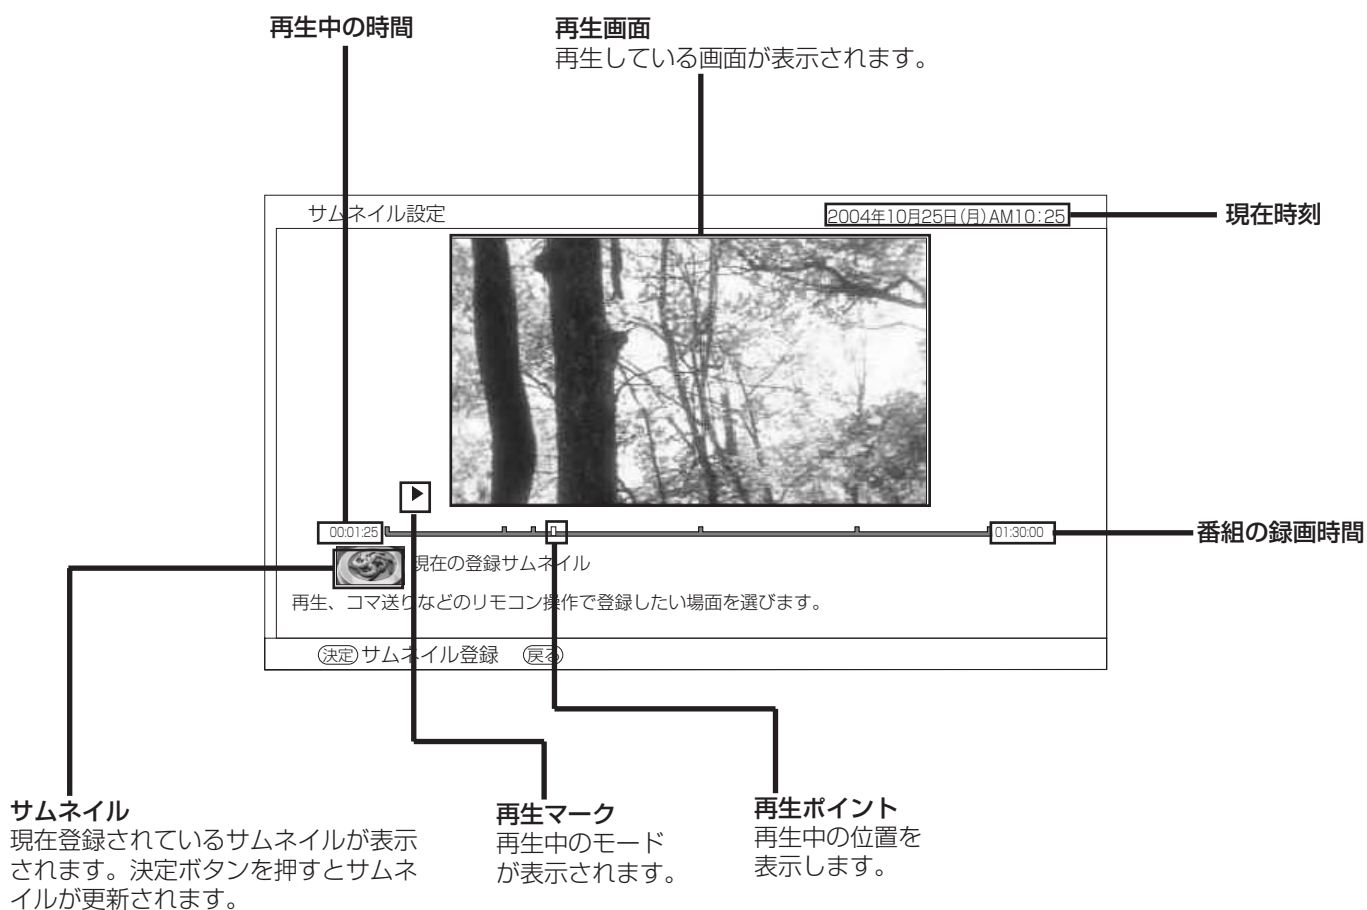 再生中の時間
再生画面
再生している画面が表示されます。
サムネイル設定
2004年10月25日(月)AM10:25
現在時刻
00:01:25
01:30:00
番組の録画時間
現在の登録サムネイル
再生、コマ送りなどのリモコン操作で登録したい場面を選びます。
決定 サムネイル登録 戻る
サムネイル
現在登録されているサムネイルが表示
されます。決定ボタンを押すとサムネ
イルが更新されます。
再生マーク
再生中のモード
が表示されます。
再生ポイント
再生中の位置を
表示します。